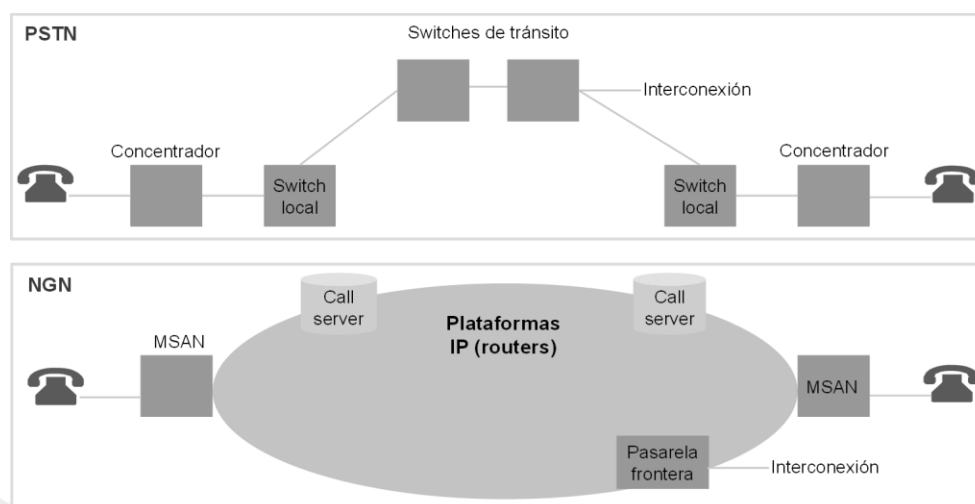 PSTN
Switches de tránsito
Interconexión
Concentrador
Concentrador
Switch
local
Switch
local
NGN
Call
server
Call
server
Plataformas
IP (routers)
MSAN
MSAN
Pasarela
frontera
Interconexión